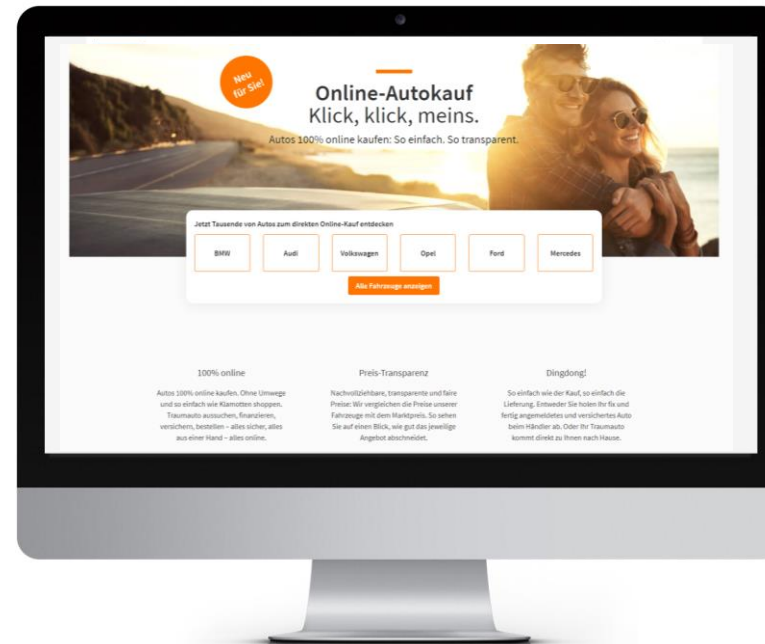 Neu
für Sie!
Online-Autokauf
Klick, klick, meins.
Autos 100% online kaufen: So einfach. So transparent.
Jetzt Tausende von Autos zum direkten Online-Kauf entdecken
BMW Audi Volkswagen Opel Ford Mercedes
Alle Fahrzeuge anzeigen
100% online
Autos 100% online kaufen. Ohne Umwege
und so einfach wie Klamotten shoppen.
Traumauto aussuchen, finanzieren,
versichern, bestellen – alles sicher, alles
aus einer Hand – alles online.
Preis-Transparenz
Nachvollziehbare, transparente und faire
Preise: Wir vergleichen die Preise unserer
Fahrzeuge mit dem Marktpreis. So sehen
Sie auf einen Blick, wie gut das jeweilige
Angebot abschneidet.
Dingdong!
So einfach wie der Kauf, so einfach die
Lieferung. Entweder Sie holen Ihr fix und
fertig angemeldetes und versichertes Auto
beim Händler ab. Oder Ihr Traumauto
kommt direkt zu Ihnen nach Hause.